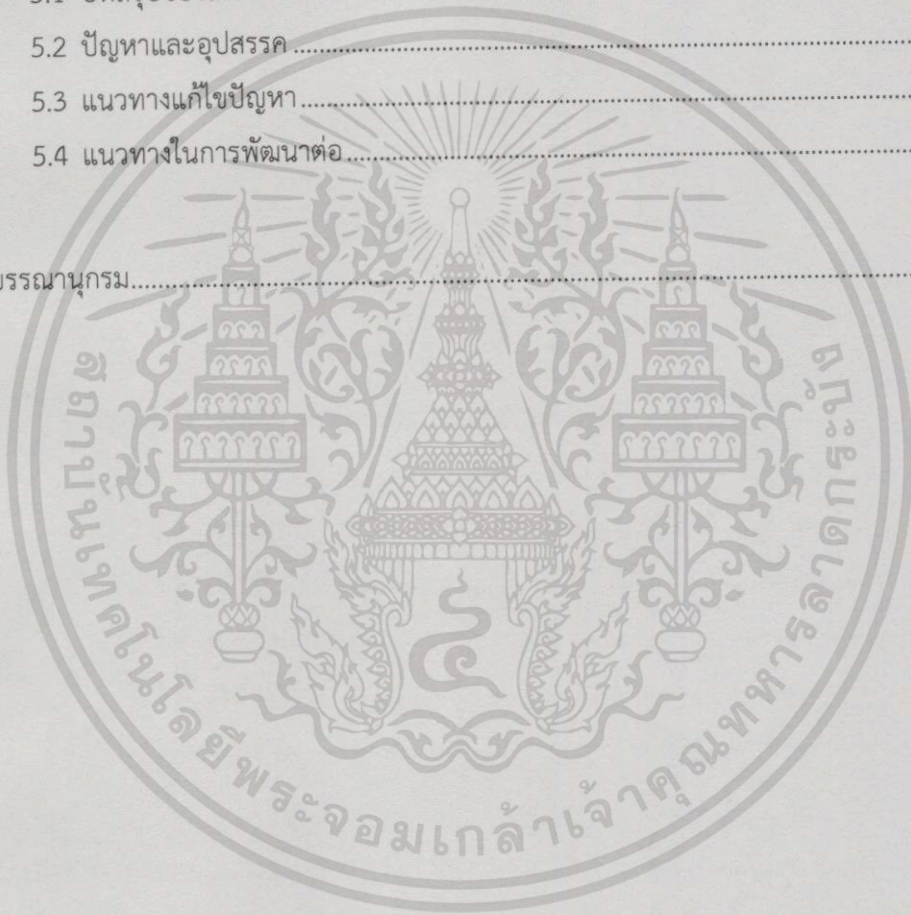 5.1
5.2 ปัญหาและอุปสรรค
5.3 แนวทางแก้ไขปัญหา
5.4 แนวทางในการพัฒนาต่อ
บรรณานุกรม
สถาบันเทคโนโลยีพระจอมเกล้าเจ้าคุณทหารลาดกระบัง
๔